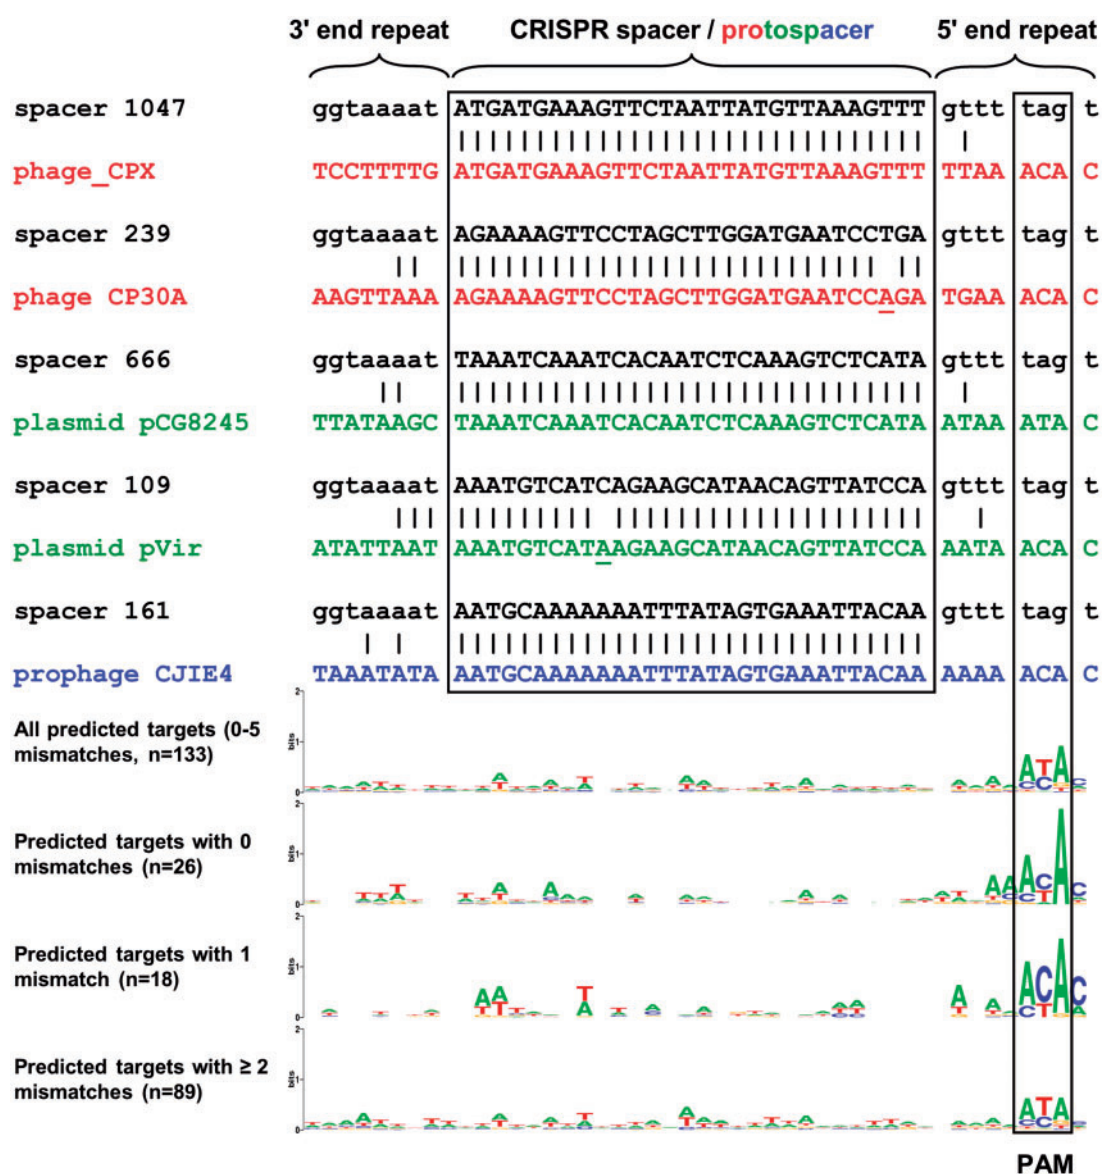 3' end repeat CRISPR spacer / protospacer 5' end repeat
spacer 1047 ggtaaaat ATGATGAAAGTTCTAATTATGTTAAAGTTT gttt tag t
phage_CPX TCCTTTTG ATGATGAAAGTTCTAATTATGTTAAAGTTT TTAA ACA C
spacer 239 ggtaaaat AGAAAAGTTCCTAGCTTGGATGAATCCTGA gttt tag t
phage CP30A AAGTTAAA AGAAAAGTTCCTAGCTTGGATGAATCCAGA TGAA ACA C
spacer 666 ggtaaaat TAAATCAAATCACAATCTCAAAGTCTCATA gttt tag t
plasmid pCG8245 TTATAAGC TAAATCAAATCACAATCTCAAAGTCTCATA ATAA ATA C
spacer 109 ggtaaaat AAATGTCATCAGAAGCATAACAGTTATCCA gttt tag t
plasmid pVir ATATTAAT AAATGTCATAAGAAGCATAACAGTTATCCA AATA ACA C
spacer 161 ggtaaaat AATGCAAAAAAATTTATAGTGAAATTACAA gttt tag t
prophage CJIE4 TAAATATA AATGCAAAAAAATTTATAGTGAAATTACAA AAAA ACA C
All predicted targets (0-5
mismatches, n=133)
Predicted targets with 0
mismatches (n=26)
Predicted targets with 1
mismatch (n=18)
Predicted targets with ≥ 2
mismatches (n=89)
PAM